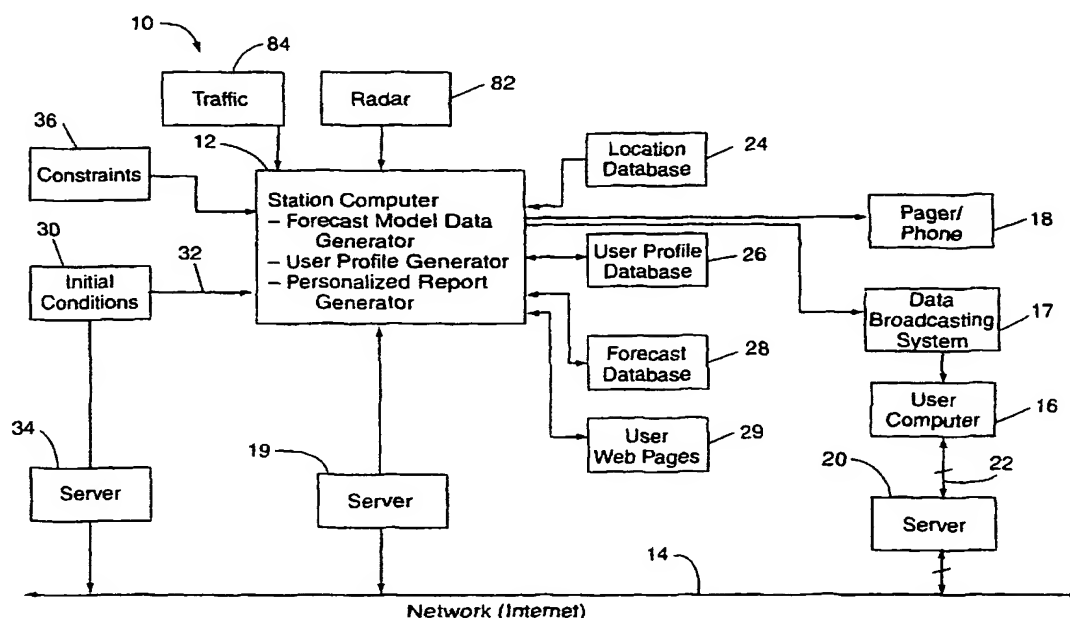 10
84
Traffic
Radar
82
36
Constraints
12
Station Computer
– Forecast Model Data
Generator
– User Profile Generator
– Personalized Report
Generator
Location
Database
24
Pager/
Phone
18
30
Initial
Conditions
32
User Profile
Database
26
Data
Broadcasting
System
17
Forecast
Database
28
User
Computer
16
User
Web Pages
29
34
Server
19
Server
20
22
Server
14
Network (Internet)